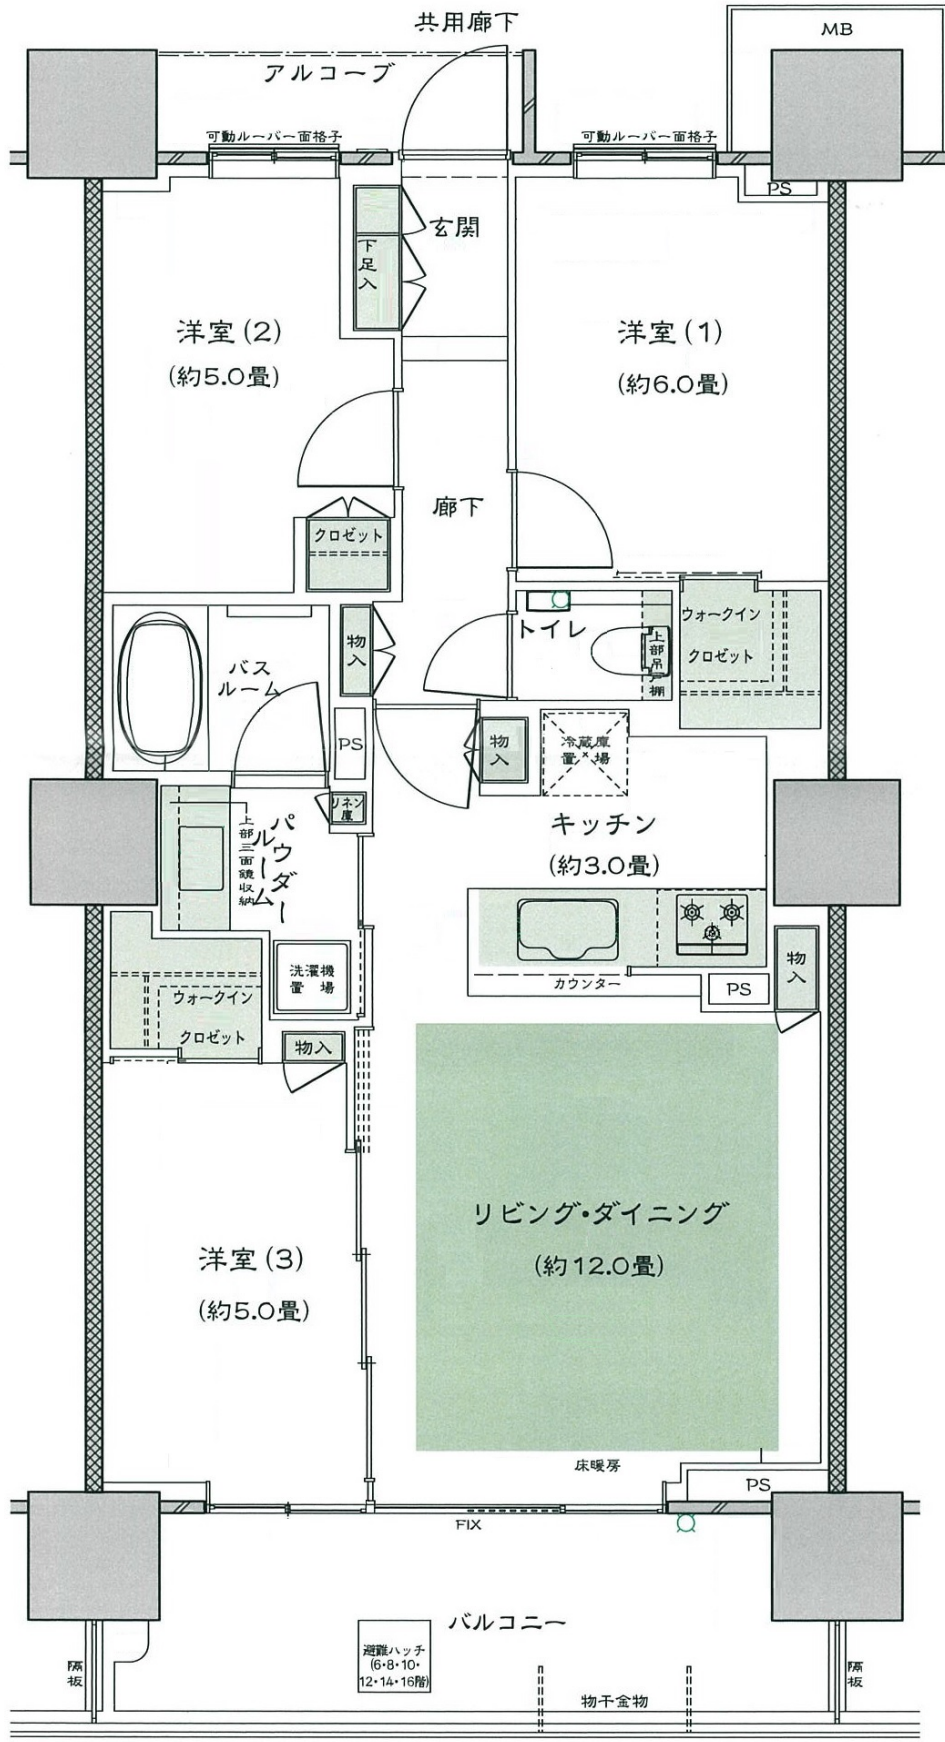 共用廊下
MB
アルコーブ
可動ルーバー面格子
可動ルーバー面格子
PS
玄関
下足入
洋室(2)
(約5.0畳)
洋室(1)
(約6.0畳)
廊下
クロゼット
トイレ
上部吊戸棚
ウォークイン
クロゼット
物入
バス
ルーム
PS
物入
冷蔵庫
置場
リネン
庫
パウダー
ルーム
上部三面鏡収納
キッチン
(約3.0畳)
洗濯機
置場
カウンター
PS
物入
ウォークイン
クロゼット
物入
リビング・ダイニング
(約12.0畳)
洋室(3)
(約5.0畳)
床暖房
PS
FIX
バルコニー
避難ハッチ
(6・8・10・
12・14・16階)
隔板
隔板
物干金物